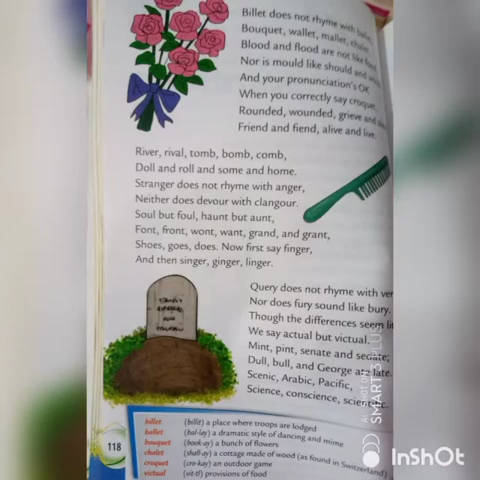 Billet does not rhyme with
Bouquet, wallet, mallet,
Blood and flood are not like food,
Nor is mould like should and
And your pronunciation's OK
When you correctly say croquet,
Rounded, wounded, grieve and
Friend and fiend, alive and live.
River, rival, tomb, bomb, comb,
Doll and roll and some and home.
Stranger does not rhyme with anger,
Neither does devour with clangour.
Soul but foul, haunt but aunt,
Font, front, wont, want, grand, and grant,
Shoes, goes, does. Now first say finger,
And then singer, ginger, linger.
Query does not rhyme with ver
Nor does fury sound like bury.
Though the differences seem lit
We say actual but victual.
Mint, pint, senate and sedate;
Dull, bull, and George ate late.
Scenic, Arabic, Pacific,
Science, conscience, scientific
billet (billit) a place where troops are lodged
ballet (bal-lay) a dramatic style of dancing and mime
bouquet (book-ay) a bunch of flowers
chalet (shall-ay) a cottage made of wood (as found in Switzerland)
croquet (cro-kay) an outdoor game
victual (vit-tl) provisions of food
118
SMART 3 PLUS
InShOt